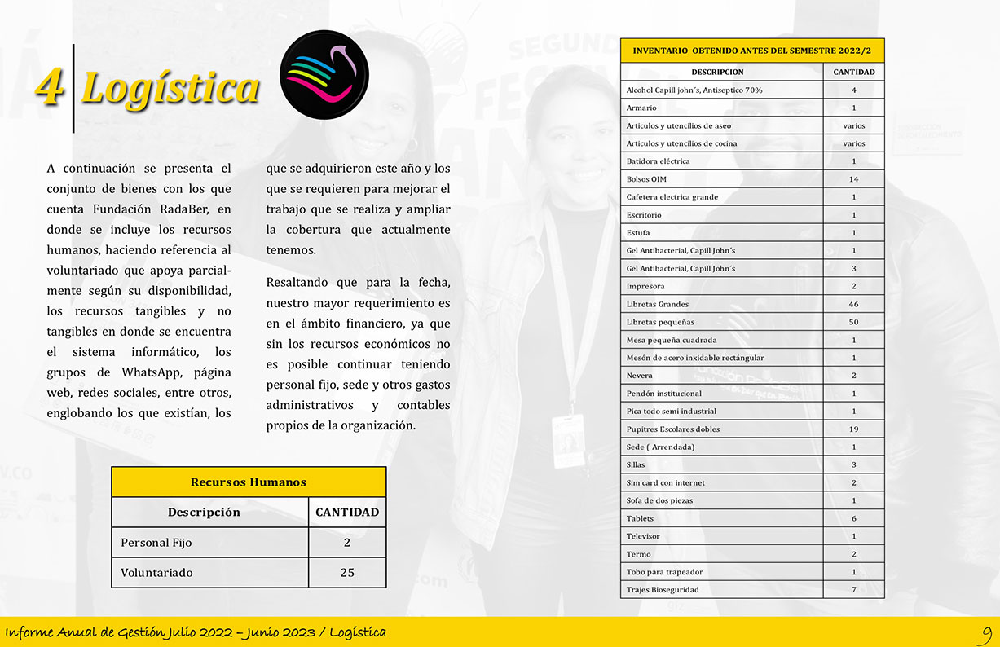 4 Logística
A continuación se presenta el
conjunto de bienes con los que
cuenta Fundación RadaBer, en
donde se incluye los recursos
humanos, haciendo referencia al
voluntariado que apoya parcial-
mente según su disponibilidad,
los recursos tangibles y no
tangibles en donde se encuentra
el sistema informático, los
grupos de WhatsApp, página
web, redes sociales, entre otros,
englobando los que existían, los
que se adquirieron este año y los
que se requieren para mejorar el
trabajo que se realiza y ampliar
la cobertura que actualmente
tenemos.
Resaltando que para la fecha,
nuestro mayor requerimiento es
en el ámbito financiero, ya que
sin los recursos económicos no
es posible continuar teniendo
personal fijo, sede y otros gastos
administrativos y contables
propios de la organización.
Recursos Humanos
Descripción CANTIDAD
Personal Fijo 2
Voluntariado 25
INVENTARIO OBTENIDO ANTES DEL SEMESTRE 2022/2
DESCRIPCION CANTIDAD
Alcohol Capill john´s, Antiseptico 70% 4
Armario 1
Articulos y utencilios de aseo varios
Articulos y utencilios de cocina varios
Batidora eléctrica 1
Bolsos OIM 14
Cafetera electrica grande 1
Escritorio 1
Estufa 1
Gel Antibacterial, Capill John´s 1
Gel Antibacterial, Capill John´s 3
Impresora 2
Libretas Grandes 46
Libretas pequeñas 50
Mesa pequeña cuadrada 1
Mesón de acero inxidable rectángular 1
Nevera 2
Pendón institucional 1
Pica todo semi industrial 1
Pupitres Escolares dobles 19
Sede ( Arrendada) 1
Sillas 3
Sim card con internet 2
Sofa de dos piezas 1
Tablets 6
Televisor 1
Termo 2
Tobo para trapeador 1
Trajes Bioseguridad 7
Informe Anual de Gestión Julio 2022 – Junio 2023 / Logística 9